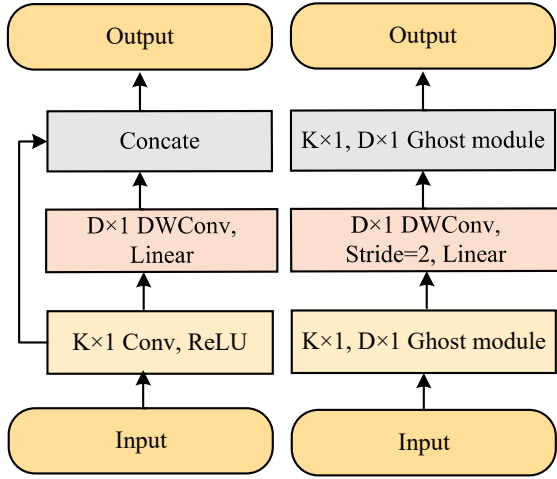 Output
Concate
D×1 DWConv,
Linear
K×1 Conv, ReLU
Input
Output
K×1, D×1 Ghost module
D×1 DWConv,
Stride=2, Linear
K×1, D×1 Ghost module
Input